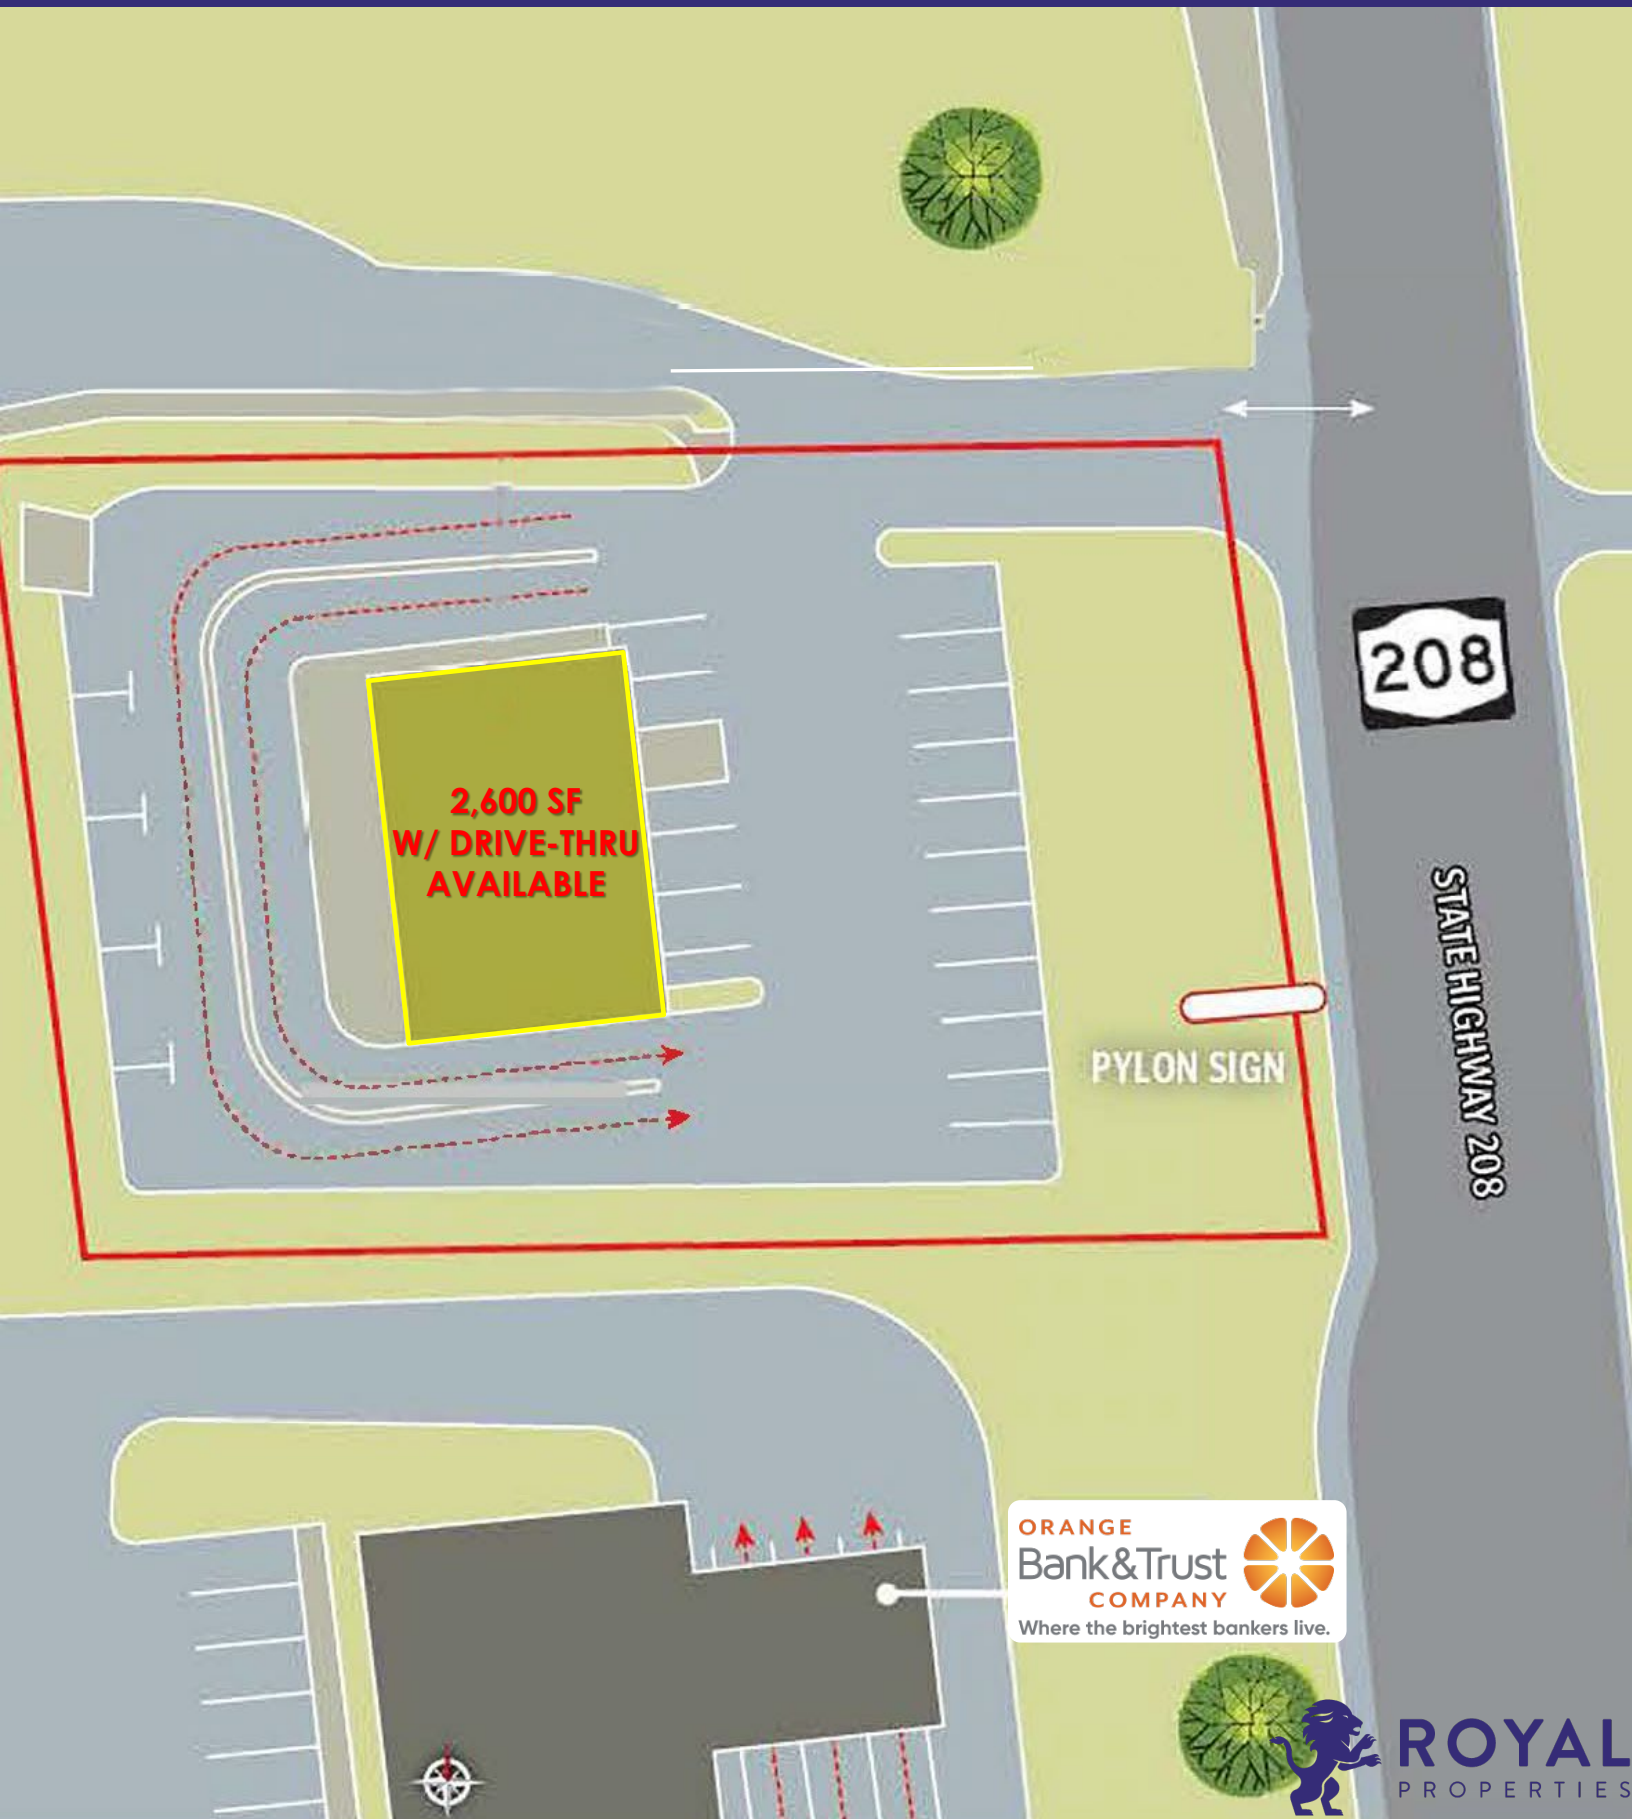 208
2,600 SF
W/ DRIVE-THRU
AVAILABLE
STATE HIGHWAY 208
PYLON SIGN
ORANGE
Bank&Trust
COMPANY
Where the brightest bankers live.
ROYAL
PROPERTIES